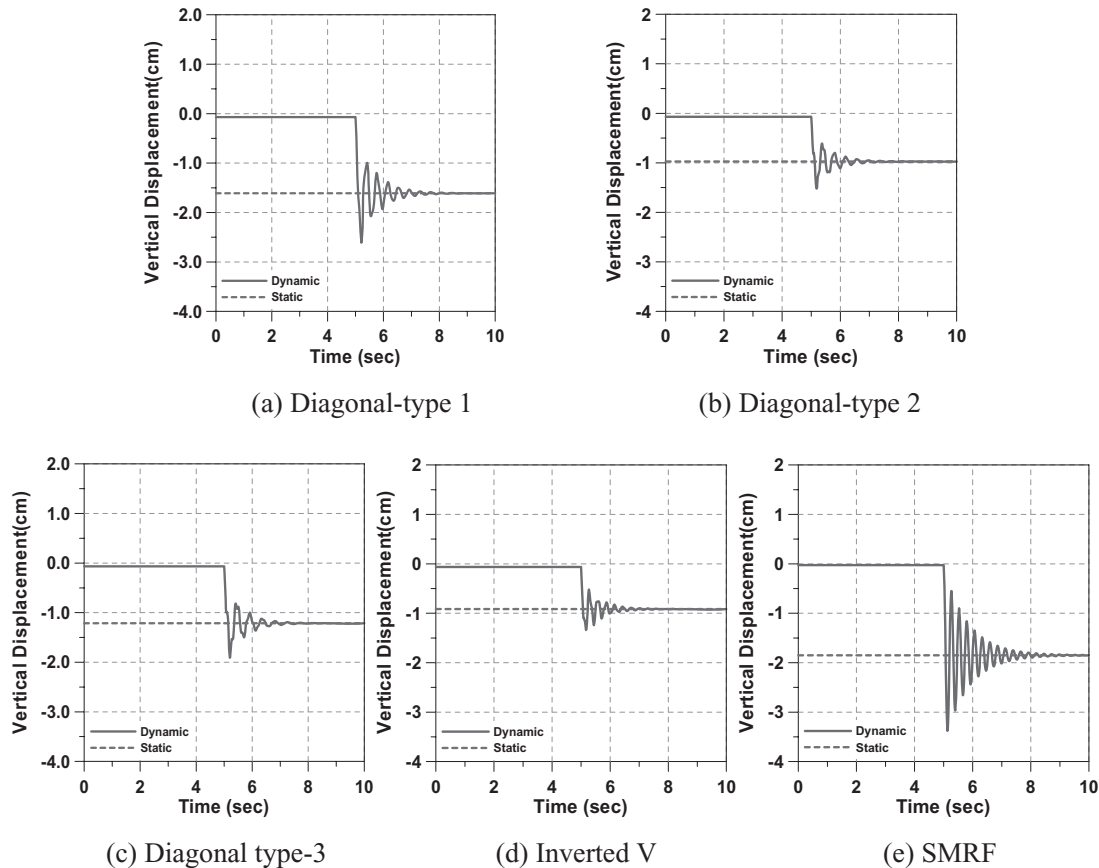 Vertical Displacement(cm)
2.0
1.0
0.0
-1.0
-2.0
-3.0
-4.0
Dynamic
Static
0 2 4 6 8 10
Time (sec)
(a) Diagonal-type 1
Vertical Displacement(cm)
2
1
0
-1
-2
-3
-4
Dynamic
Static
0 2 4 6 8 10
Time (sec)
(b) Diagonal-type 2
Vertical Displacement(cm)
2.0
1.0
0.0
-1.0
-2.0
-3.0
-4.0
Dynamic
Static
0 2 4 6 8 10
Time (sec)
(c) Diagonal type-3
Vertical Displacement(cm)
2
1
0
-1
-2
-3
-4
Dynamic
Static
0 2 4 6 8 10
Time (sec)
(d) Inverted V
Vertical Displacement(cm)
2
1
0
-1
-2
-3
-4
Dynamic
Static
0 2 4 6 8 10
Time (sec)
(e) SMRF